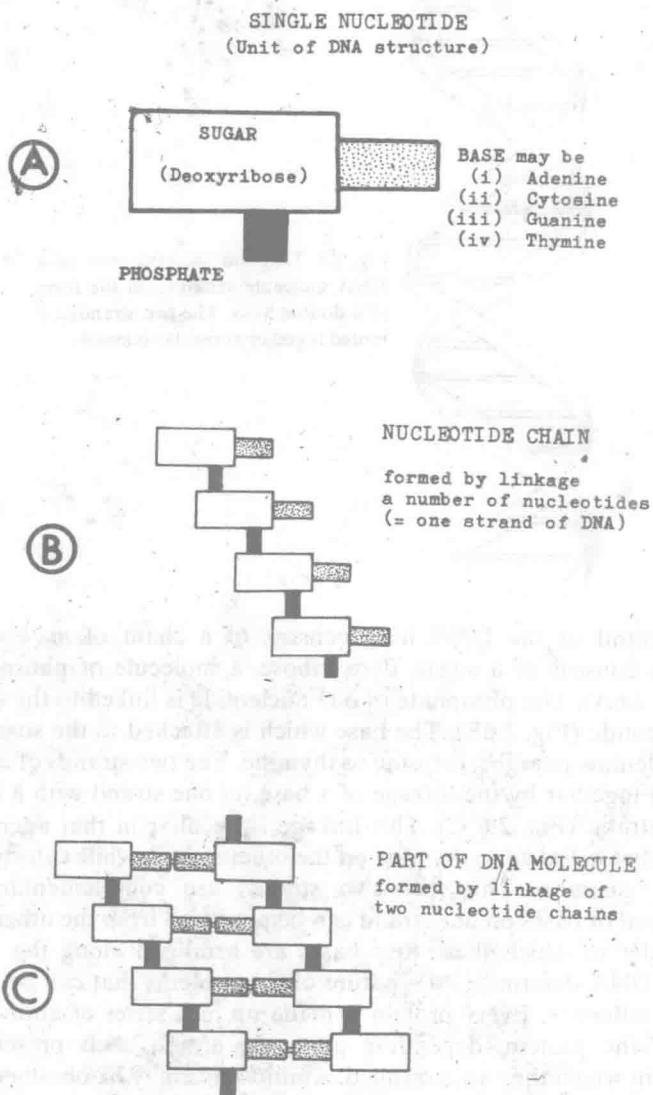 SINGLE NUCLEOTIDE
(Unit of DNA structure)
A
SUGAR
(Deoxyribose)
BASE may be
(i) Adenine
(ii) Cytosine
(iii) Guanine
(iv) Thymine
PHOSPHATE
B
NUCLEOTIDE CHAIN
formed by linkage
a number of nucleotides
(= one strand of DNA)
C
PART OF DNA MOLECULE
formed by linkage of
two nucleotide chains